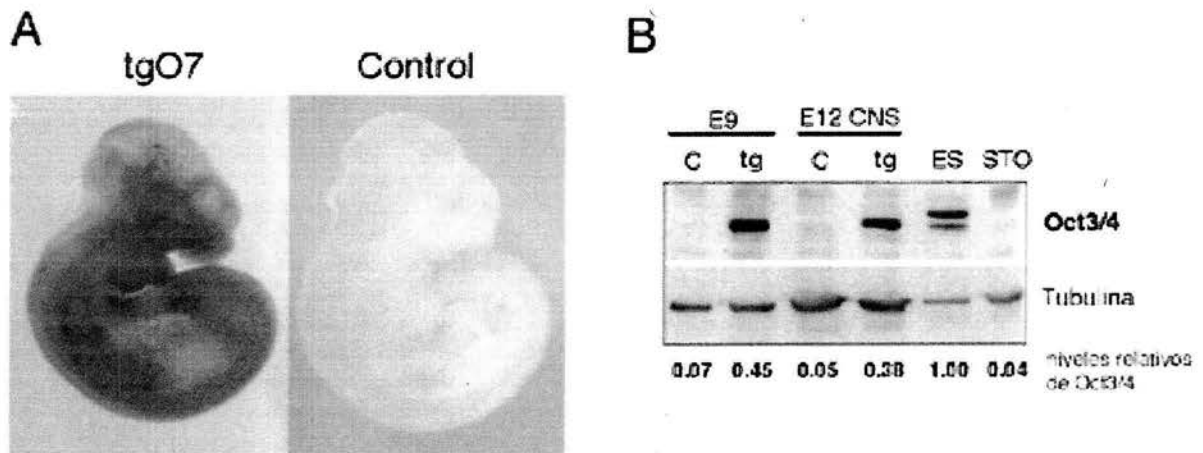 A
tgO7 Control
B
E9 E12 CNS
C tg C tg ES STO
Oct3/4
Tubulina
0.07 0.45 0.05 0.38 1.00 0.04 niveles relativos
de Oct3/4